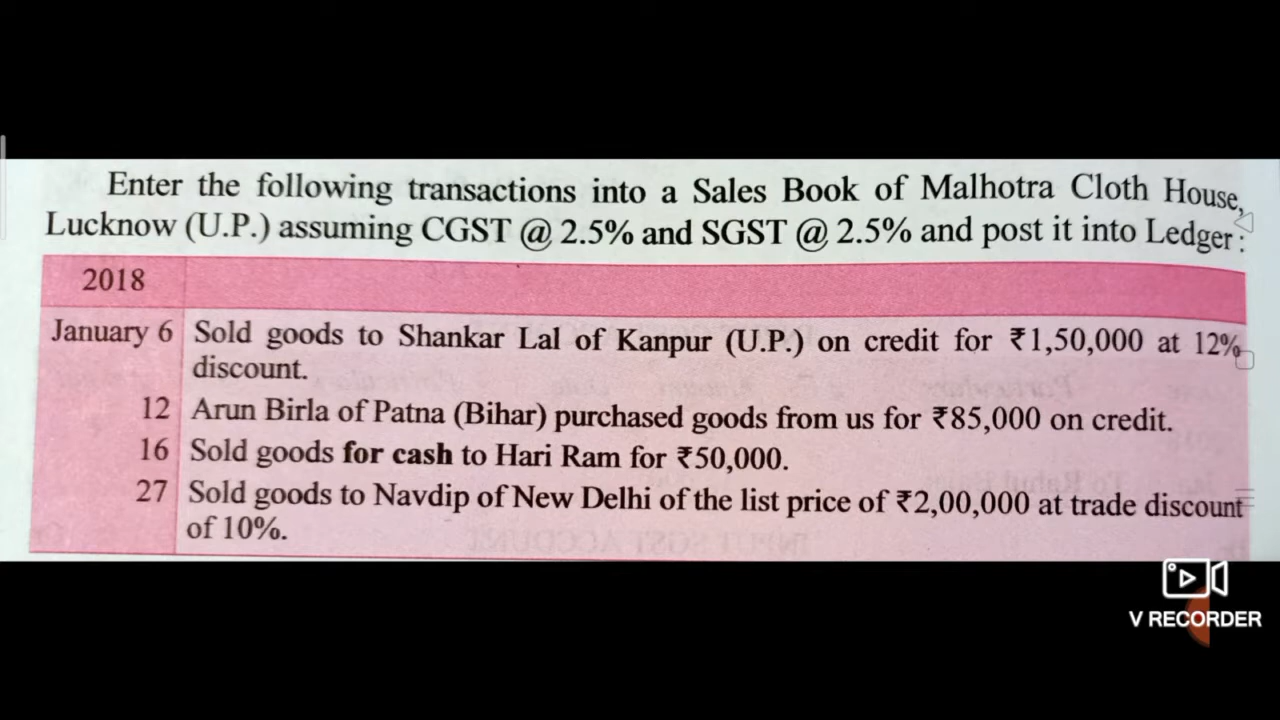 Enter the following transactions into a Sales Book of Malhotra Cloth House,
Lucknow (U.P.) assuming CGST @ 2.5% and SGST @ 2.5% and post it into Ledger :
2018
January 6 Sold goods to Shankar Lal of Kanpur (U.P.) on credit for ₹1,50,000 at 12%
discount.
12 Arun Birla of Patna (Bihar) purchased goods from us for ₹85,000 on credit.
16 Sold goods for cash to Hari Ram for ₹50,000.
27 Sold goods to Navdip of New Delhi of the list price of ₹2,00,000 at trade discount
of 10%.
V RECORDER